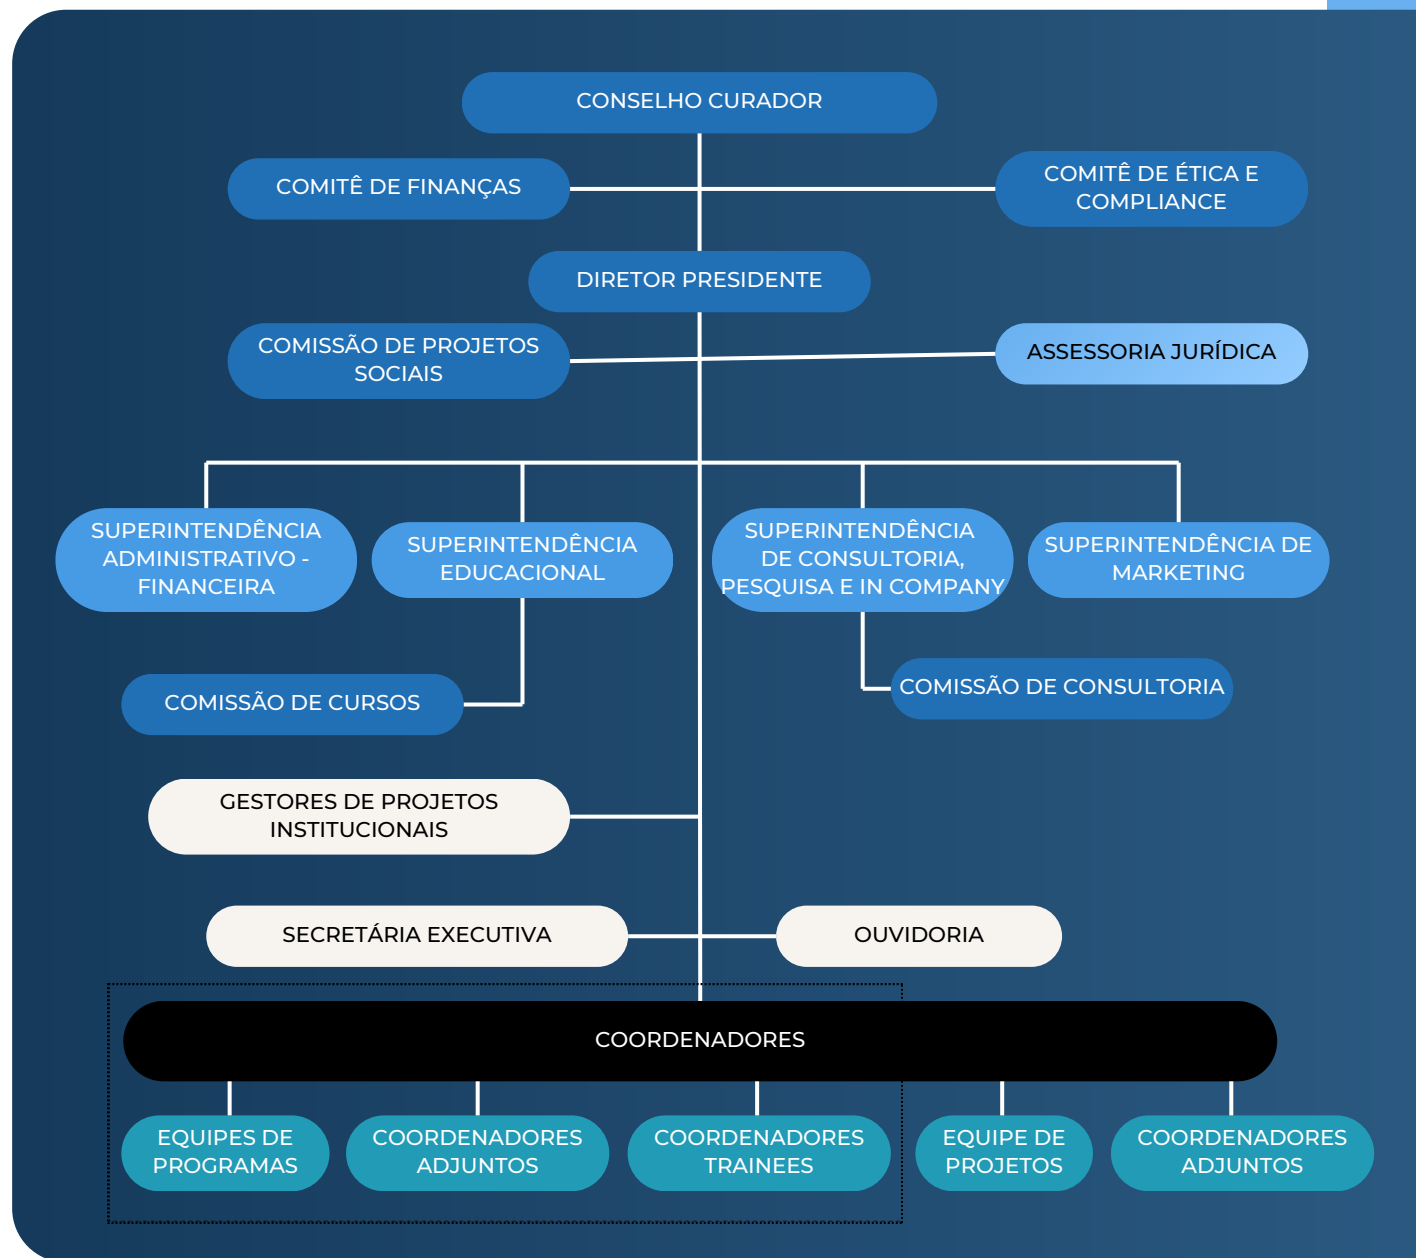 CONSELHO CURADOR
COMITÊ DE FINANÇAS
COMITÊ DE ÉTICA E
COMPLIANCE
DIRETOR PRESIDENTE
COMISSÃO DE PROJETOS
SOCIAIS
ASSESSORIA JURÍDICA
SUPERINTENDÊNCIA
ADMINISTRATIVO -
FINANCEIRA
SUPERINTENDÊNCIA
EDUCACIONAL
SUPERINTENDÊNCIA
DE CONSULTORIA,
PESQUISA E IN COMPANY
SUPERINTENDÊNCIA DE
MARKETING
COMISSÃO DE CURSOS
COMISSÃO DE CONSULTORIA
GESTORES DE PROJETOS
INSTITUCIONAIS
SECRETÁRIA EXECUTIVA
OUVIDORIA
COORDENADORES
EQUIPES DE
PROGRAMAS
COORDENADORES
ADJUNTOS
COORDENADORES
TRAINEES
EQUIPE DE
PROJETOS
COORDENADORES
ADJUNTOS